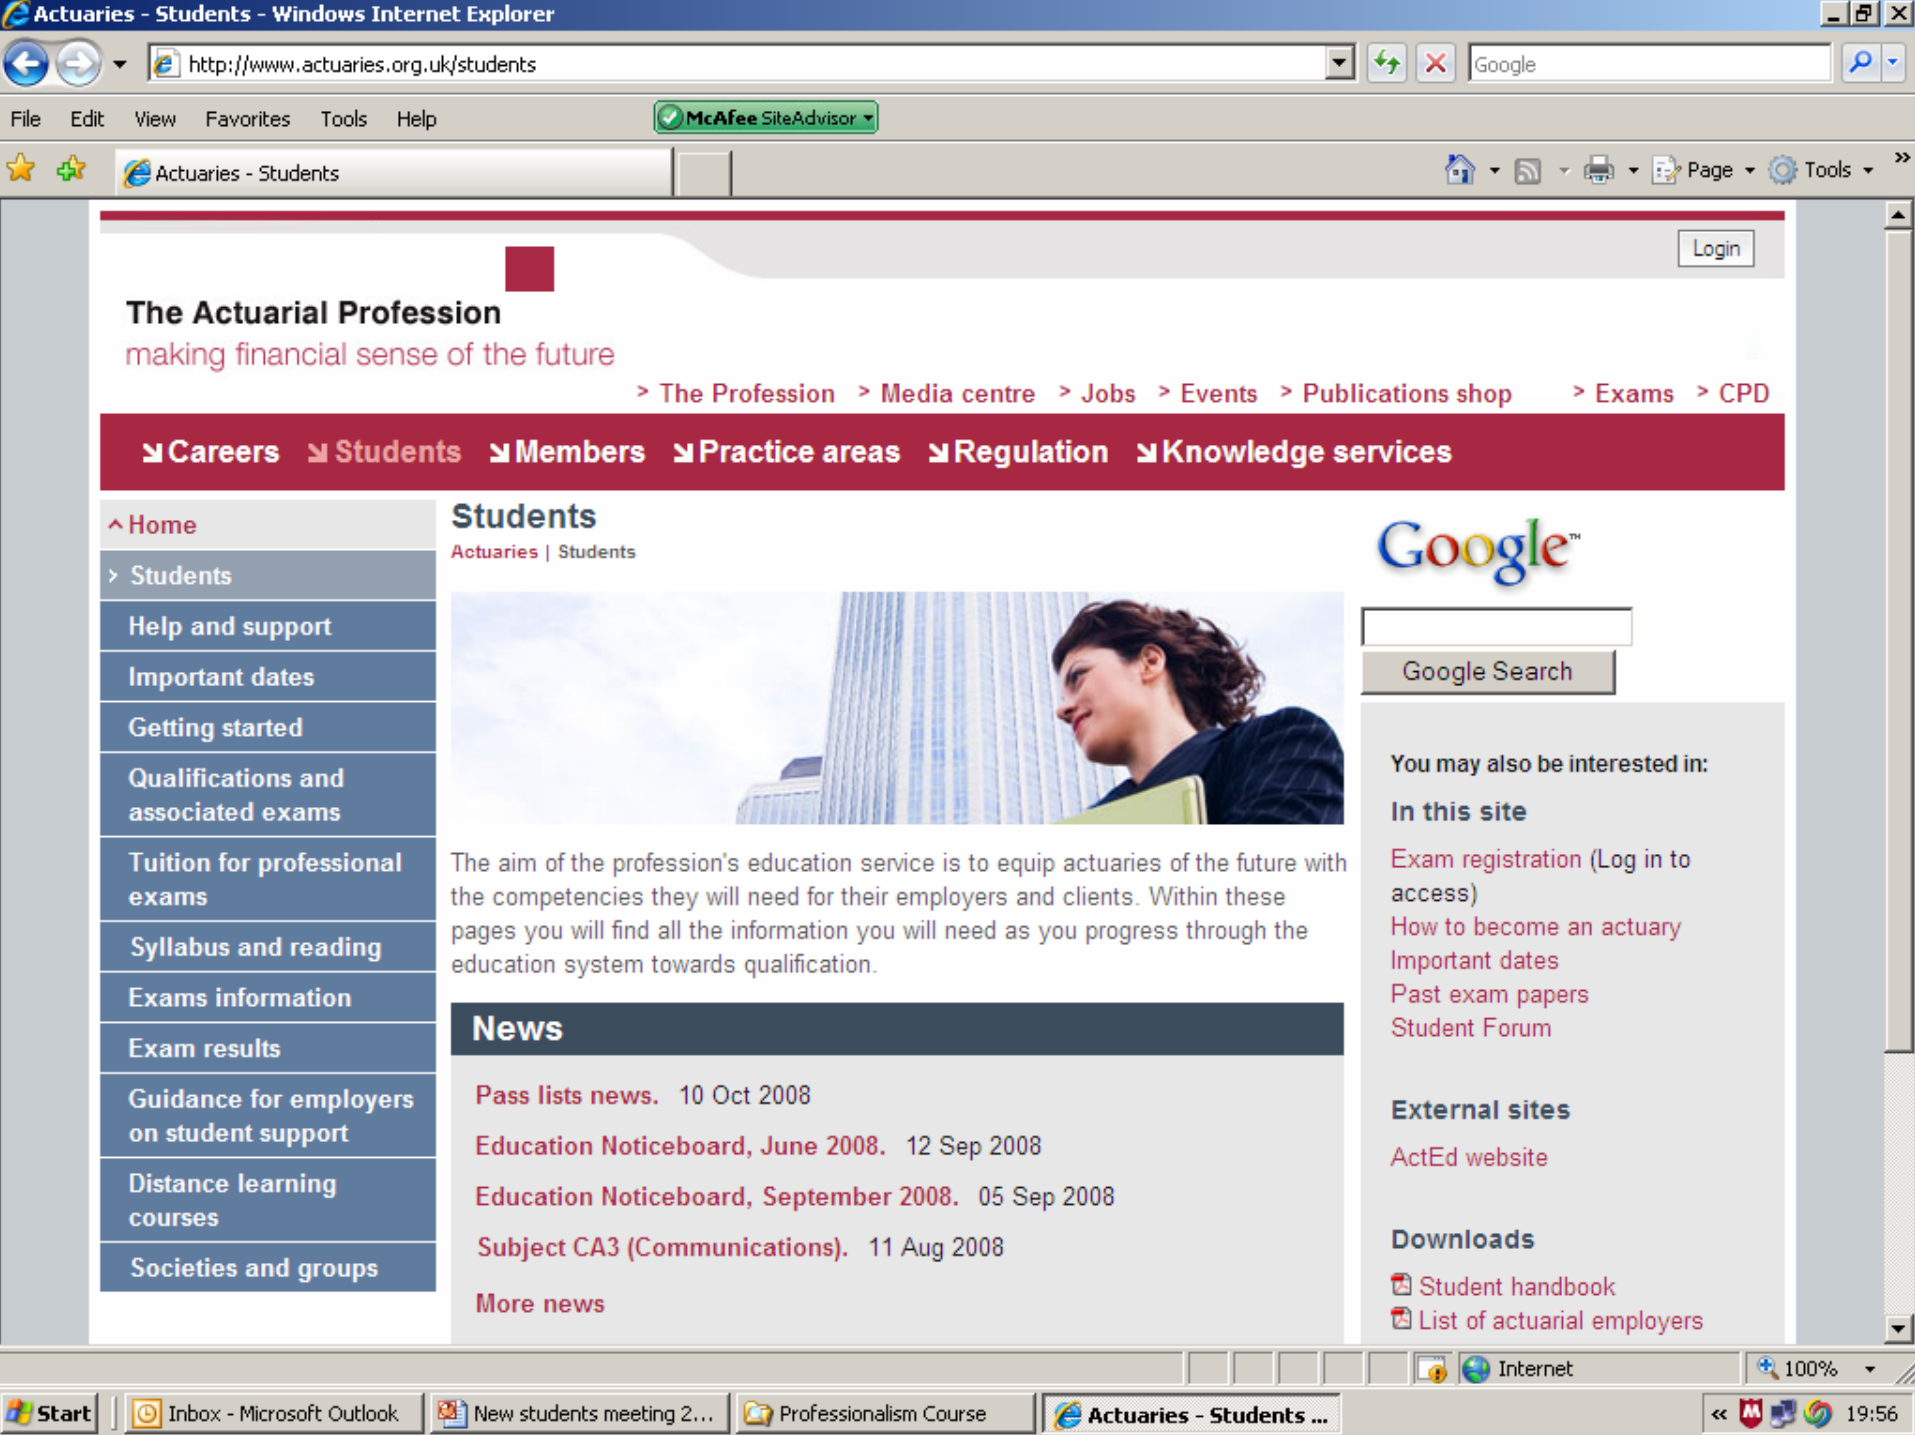 Actuaries - Students - Windows Internet Explorer
http://www.actuaries.org.uk/students
Google
File Edit View Favorites Tools Help
McAfee SiteAdvisor
Actuaries - Students
Page Tools »
Login
The Actuarial Profession
making financial sense of the future
> The Profession > Media centre > Jobs > Events > Publications shop > Exams > CPD
Careers Students Members Practice areas Regulation Knowledge services
Home
Students
Help and support
Important dates
Getting started
Qualifications and
associated exams
Tuition for professional
exams
Syllabus and reading
Exams information
Exam results
Guidance for employers
on student support
Distance learning
courses
Societies and groups
Students
Actuaries | Students
The aim of the profession's education service is to equip actuaries of the future with
the competencies they will need for their employers and clients. Within these
pages you will find all the information you will need as you progress through the
education system towards qualification.
News
Pass lists news. 10 Oct 2008
Education Noticeboard, June 2008. 12 Sep 2008
Education Noticeboard, September 2008. 05 Sep 2008
Subject CA3 (Communications). 11 Aug 2008
More news
Google™
Google Search
You may also be interested in:
In this site
Exam registration (Log in to
access)
How to become an actuary
Important dates
Past exam papers
Student Forum
External sites
ActEd website
Downloads
Student handbook
List of actuarial employers
Internet
100%
Start
Inbox - Microsoft Outlook
New students meeting 2...
Professionalism Course
Actuaries - Students ...
«
19:56